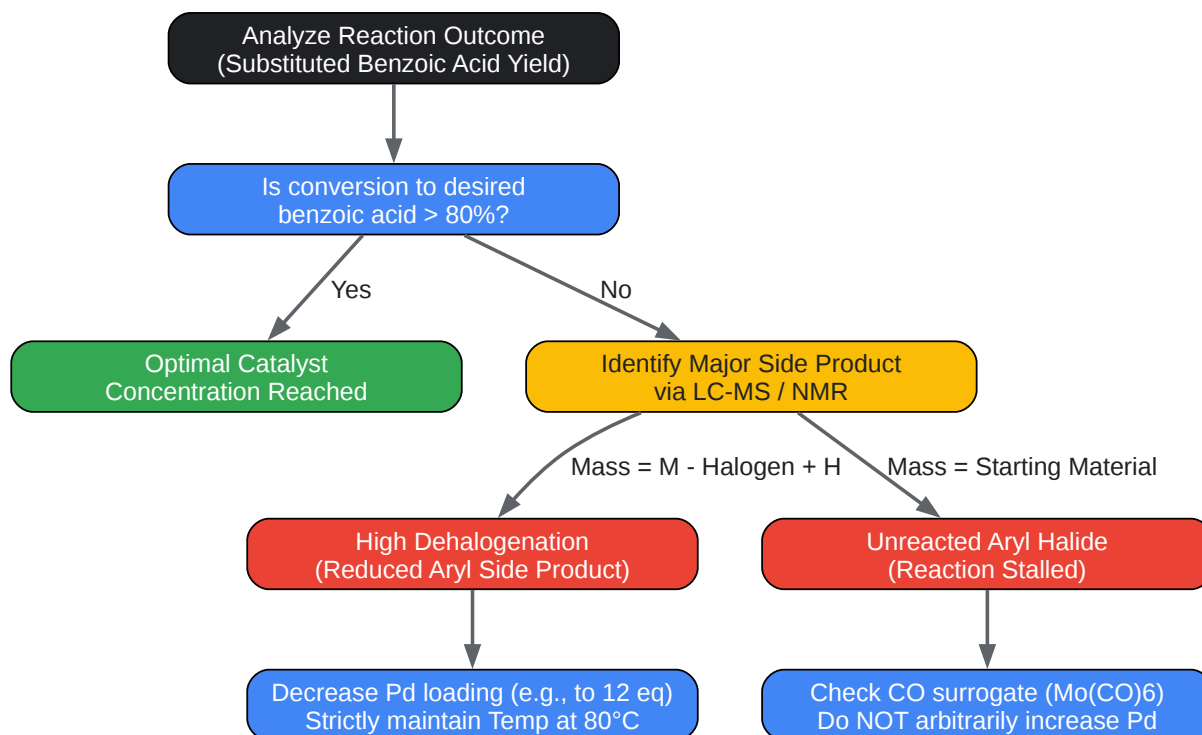 Analyze Reaction Outcome
(Substituted Benzoic Acid Yield)
Is conversion to desired
benzoic acid > 80%?
Yes
No
Optimal Catalyst
Concentration Reached
Identify Major Side Product
via LC-MS / NMR
Mass = M - Halogen + H
Mass = Starting Material
High Dehalogenation
(Reduced Aryl Side Product)
Unreacted Aryl Halide
(Reaction Stalled)
Decrease Pd loading (e.g., to 12 eq)
Strictly maintain Temp at 80°C
Check CO surrogate (Mo(CO)6)
Do NOT arbitrarily increase Pd